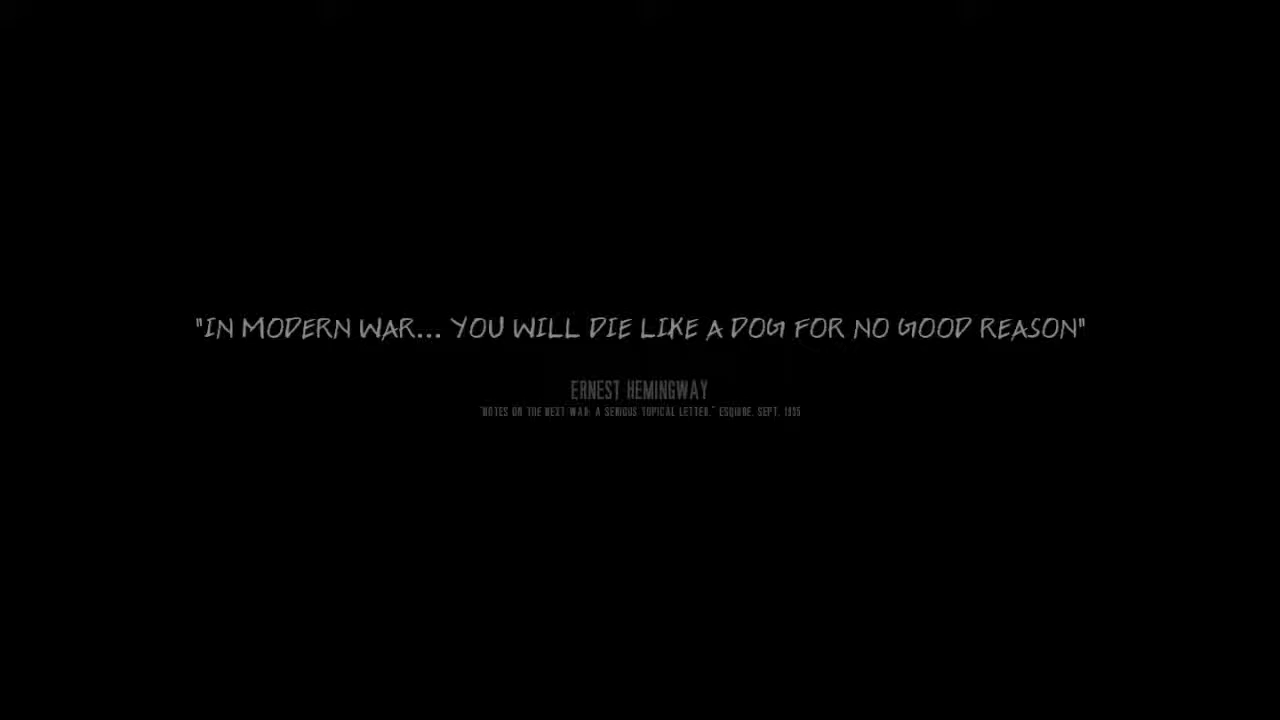 "IN MODERN WAR... YOU WILL DIE LIKE A DOG FOR NO GOOD REASON"
ERNEST HEMINGWAY
"NOTES ON THE NEXT WAR: A SERIOUS TOPICAL LETTER." ESQUIRE. SEPT. 1935